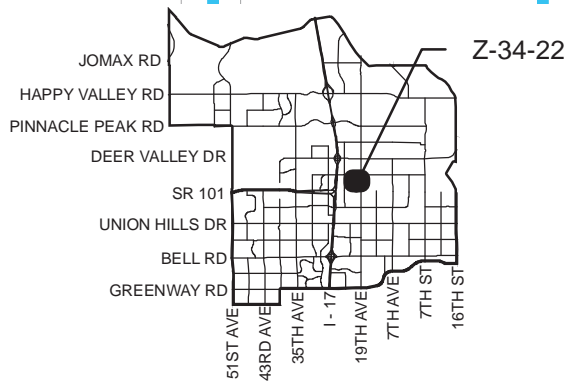 Z-34-22
JOMAX RD
HAPPY VALLEY RD
PINNACLE PEAK RD
DEER VALLEY DR
SR 101
UNION HILLS DR
BELL RD
GREENWAY RD
51ST AVE
43RD AVE
35TH AVE
I - 17
19TH AVE
7TH AVE
7TH ST
16TH ST